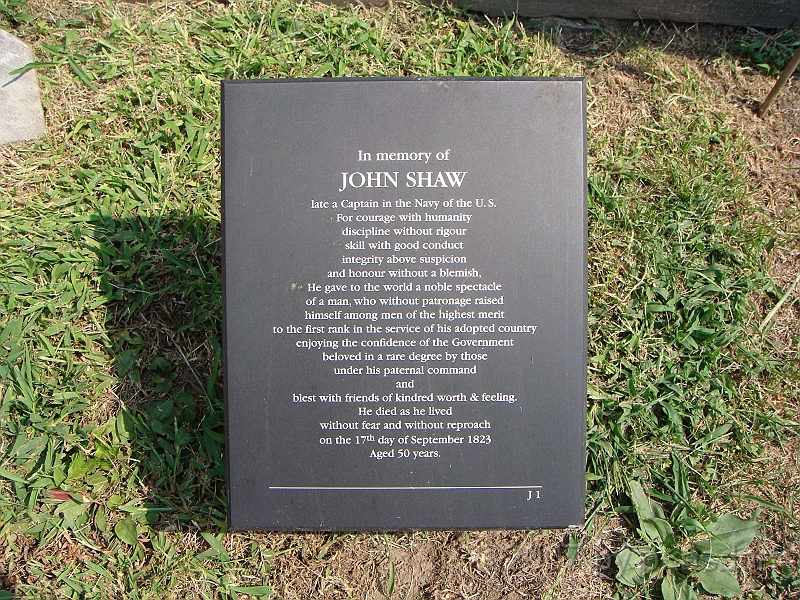 In memory of
JOHN SHAW
late a Captain in the Navy of the U. S.
For courage with humanity
discipline without rigour
skill with good conduct
integrity above suspicion
and honour without a blemish,
He gave to the world a noble spectacle
of a man, who without patronage raised
himself among men of the highest merit
to the first rank in the service of his adopted country
enjoying the confidence of the Government
beloved in a rare degree by those
under his paternal command
and
blest with friends of kindred worth & feeling.
He died as he lived
without fear and without reproach
on the 17th day of September 1823
Aged 50 years.
J 1